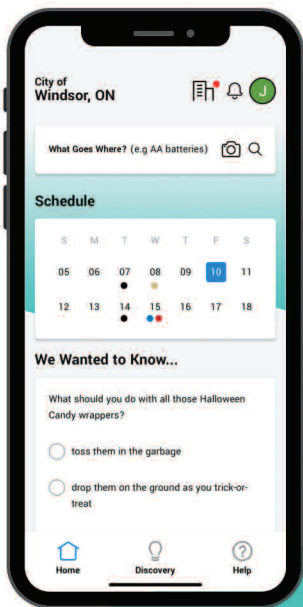 City of
Windsor, ON
J
What Goes Where? (e.g AA batteries)
Schedule
S M T W T F S
05 06 07 08 09 10 11
12 13 14 15 16 17 18
We Wanted to Know...
What should you do with all those Halloween
Candy wrappers?
toss them in the garbage
drop them on the ground as you trick-or-
treat
Home Discovery Help